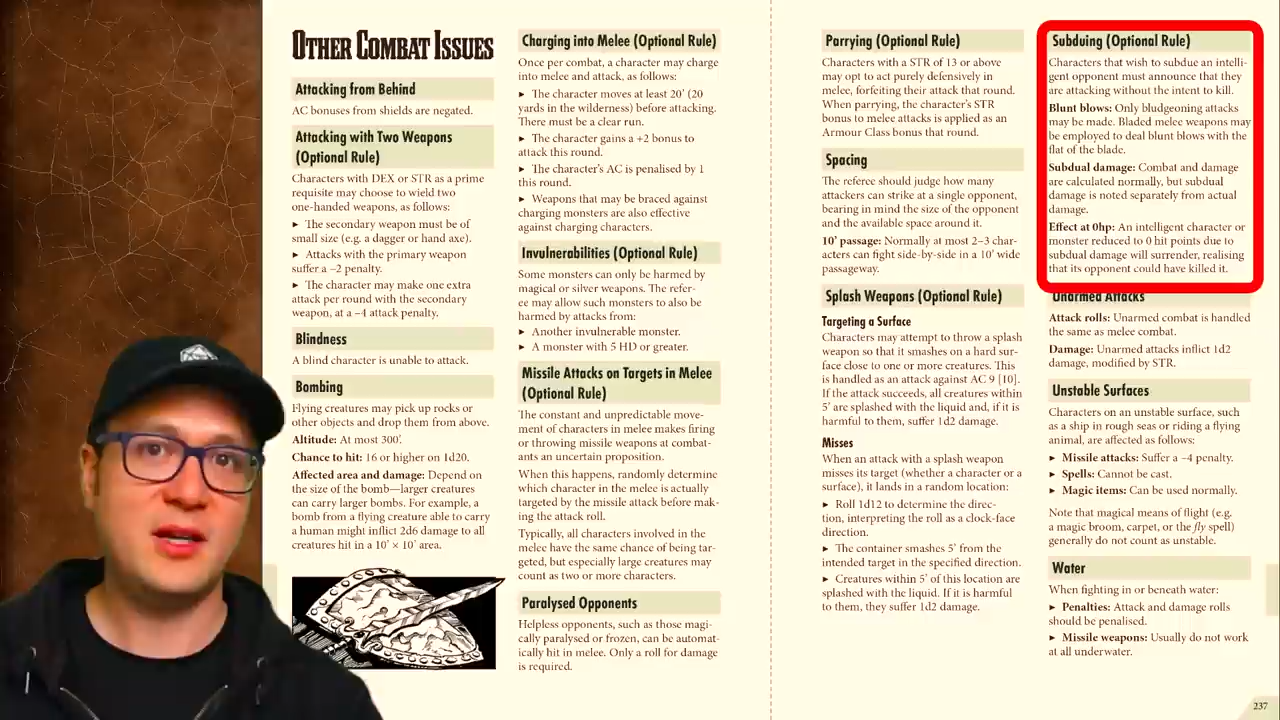 OTHER COMBAT ISSUES
Attacking from Behind
AC bonuses from shields are negated.
Attacking with Two Weapons
(Optional Rule)
Characters with DEX or STR as a prime
requisite may choose to wield two
one-handed weapons, as follows:
► The secondary weapon must be of
small size (e.g. a dagger or hand axe).
► Attacks with the primary weapon
suffer a –2 penalty.
► The character may make one extra
attack per round with the secondary
weapon, at a –4 attack penalty.
Blindness
A blind character is unable to attack.
Bombing
Flying creatures may pick up rocks or
other objects and drop them from above.
Altitude: At most 300'.
Chance to hit: 16 or higher on 1d20.
Affected area and damage: Depend on
the size of the bomb—larger creatures
can carry larger bombs. For example, a
bomb from a flying creature able to carry
a human might inflict 2d6 damage to all
creatures hit in a 10' × 10' area.
Charging into Melee (Optional Rule)
Once per combat, a character may charge
into melee and attack, as follows:
► The character moves at least 20' (20
yards in the wilderness) before attacking.
There must be a clear run.
► The character gains a +2 bonus to
attack this round.
► The character's AC is penalised by 1
this round.
► Weapons that may be braced against
charging monsters are also effective
against charging characters.
Invulnerabilities (Optional Rule)
Some monsters can only be harmed by
magical or silver weapons. The refer-
ee may allow such monsters to also be
harmed by attacks from:
► Another invulnerable monster.
► A monster with 5 HD or greater.
Missile Attacks on Targets in Melee
(Optional Rule)
The constant and unpredictable move-
ment of characters in melee makes firing
or throwing missile weapons at combat-
ants an uncertain proposition.
When this happens, randomly determine
which character in the melee is actually
targeted by the missile attack before mak-
ing the attack roll.
Typically, all characters involved in the
melee have the same chance of being tar-
geted, but especially large creatures may
count as two or more characters.
Paralysed Opponents
Helpless opponents, such as those magi-
cally paralysed or frozen, can be automat-
ically hit in melee. Only a roll for damage
is required.
Parrying (Optional Rule)
Characters with a STR of 13 or above
may opt to act purely defensively in
melee, forfeiting their attack that round.
When parrying, the character's STR
bonus to melee attacks is applied as an
Armour Class bonus that round.
Spacing
The referee should judge how many
attackers can strike at a single opponent,
bearing in mind the size of the opponent
and the available space around it.
10' passage: Normally at most 2–3 char-
acters can fight side-by-side in a 10' wide
passageway.
Splash Weapons (Optional Rule)
Targeting a Surface
Characters may attempt to throw a splash
weapon so that it smashes on a hard sur-
face close to one or more creatures. This
is handled as an attack against AC 9 [10].
If the attack succeeds, all creatures within
5' are splashed with the liquid and, if it is
harmful to them, suffer 1d2 damage.
Misses
When an attack with a splash weapon
misses its target (whether a character or a
surface), it lands in a random location:
► Roll 1d12 to determine the direc-
tion, interpreting the roll as a clock-face
direction.
► The container smashes 5' from the
intended target in the specified direction.
► Creatures within 5' of this location are
splashed with the liquid. If it is harmful
to them, they suffer 1d2 damage.
Subduing (Optional Rule)
Characters that wish to subdue an intelli-
gent opponent must announce that they
are attacking without the intent to kill.
Blunt blows: Only bludgeoning attacks
may be made. Bladed melee weapons may
be employed to deal blunt blows with the
flat of the blade.
Subdual damage: Combat and damage
are calculated normally, but subdual
damage is noted separately from actual
damage.
Effect at 0hp: An intelligent character or
monster reduced to 0 hit points due to
subdual damage will surrender, realising
that its opponent could have killed it.
Unarmed Attacks
Attack rolls: Unarmed combat is handled
the same as melee combat.
Damage: Unarmed attacks inflict 1d2
damage, modified by STR.
Unstable Surfaces
Characters on an unstable surface, such
as a ship in rough seas or riding a flying
animal, are affected as follows:
► Missile attacks: Suffer a –4 penalty.
► Spells: Cannot be cast.
► Magic items: Can be used normally.
Note that magical means of flight (e.g.
a magic broom, carpet, or the fly spell)
generally do not count as unstable.
Water
When fighting in or beneath water:
► Penalties: Attack and damage rolls
should be penalised.
► Missile weapons: Usually do not work
at all underwater.
237